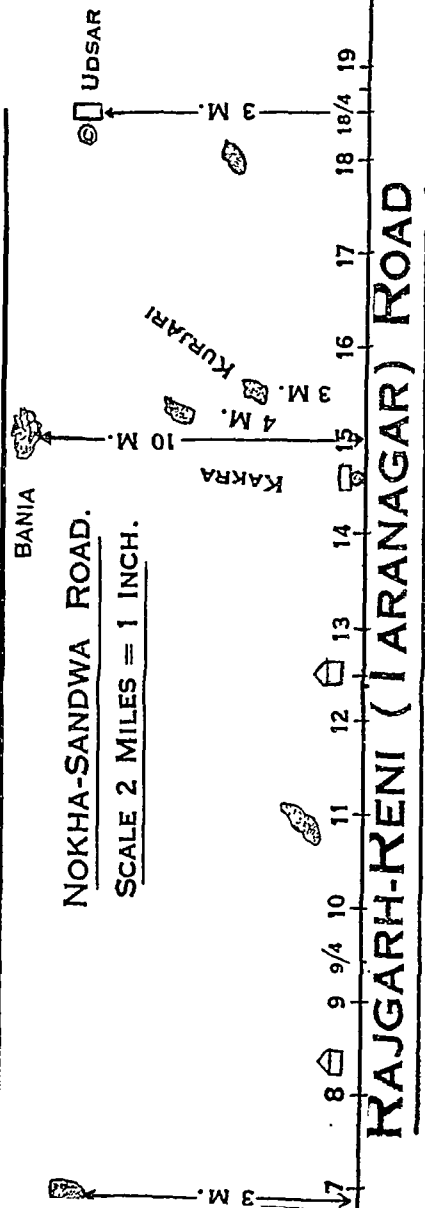 BANIA
UDSAR
©
NOKHA-SANDWA ROAD.
SCALE 2 MILES = 1 INCH.
3 M.
10 M.
4 M.
3 M.
3 M.
KAKRA
KURJARI
7 8 9 9/4 10 11 12 13 14 15 16 17 18 18/4 19
RAJGARH-RENI (TARANAGAR) ROAD